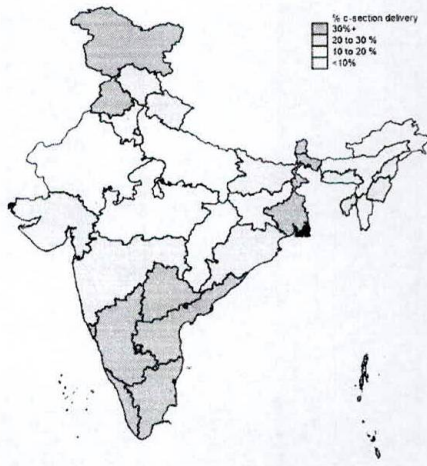 % c-section delivery
30%+
20 to 30 %
10 to 20 %
<10%